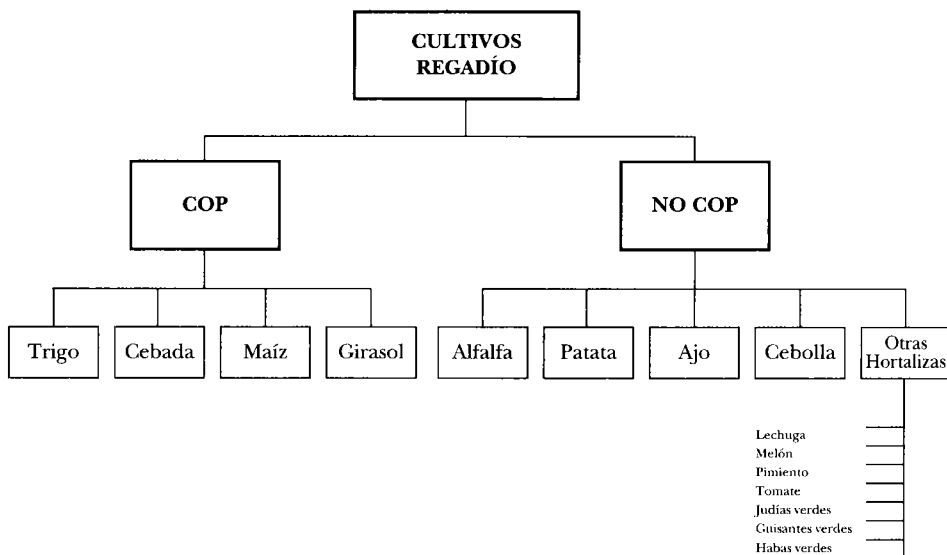 CULTIVOS
REGADÍO
COP
NO COP
Trigo
Cebada
Maíz
Girasol
Alfalfa
Patata
Ajo
Cebolla
Otras
Hortalizas
Lechuga
Melón
Pimiento
Tomate
Judías verdes
Guisantes verdes
Habas verdes